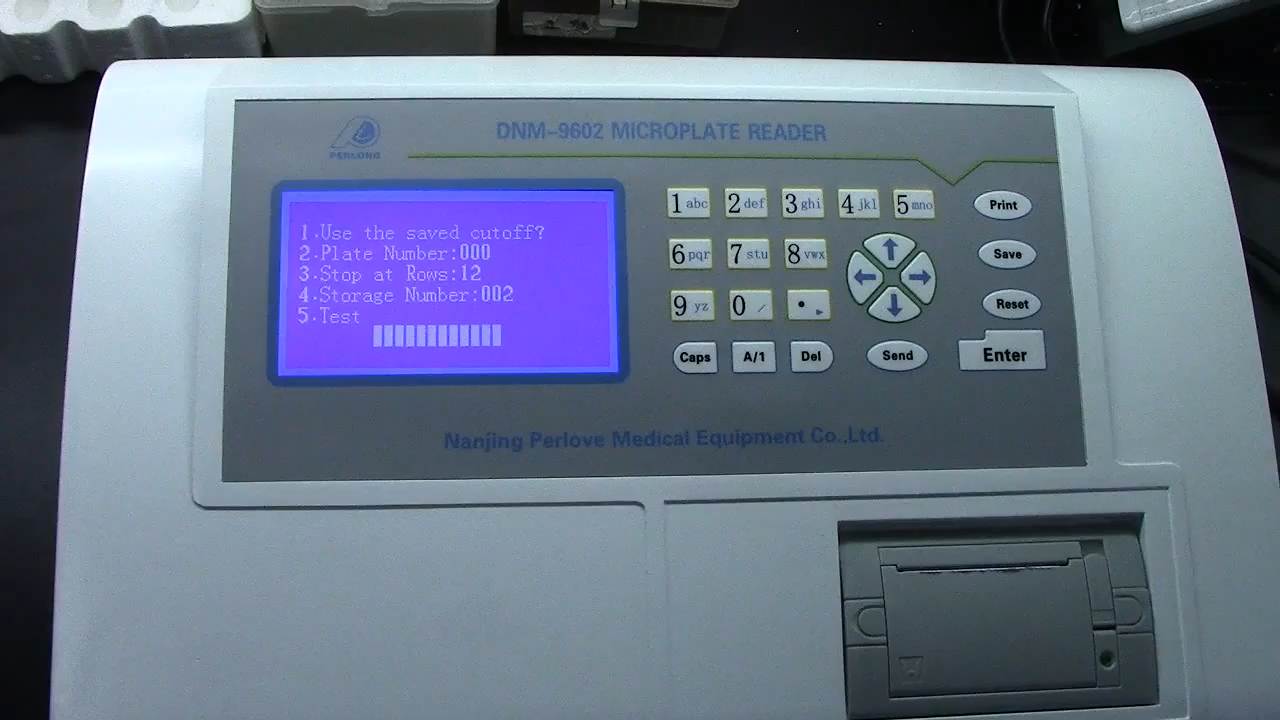 PERLONG
DNM-9602 MICROPLATE READER
1.Use the saved cutoff?
2.Plate Number:000
3.Stop at Rows:12
4.Storage Number:002
5.Test
1 abc 2 def 3 ghi 4 jkl 5 mno
6 pqr 7 stu 8 vwx
9 yz 0 / •
Caps A/1 Del
Print
Save
Reset
Send Enter
Nanjing Perlove Medical Equipment Co.,Ltd.